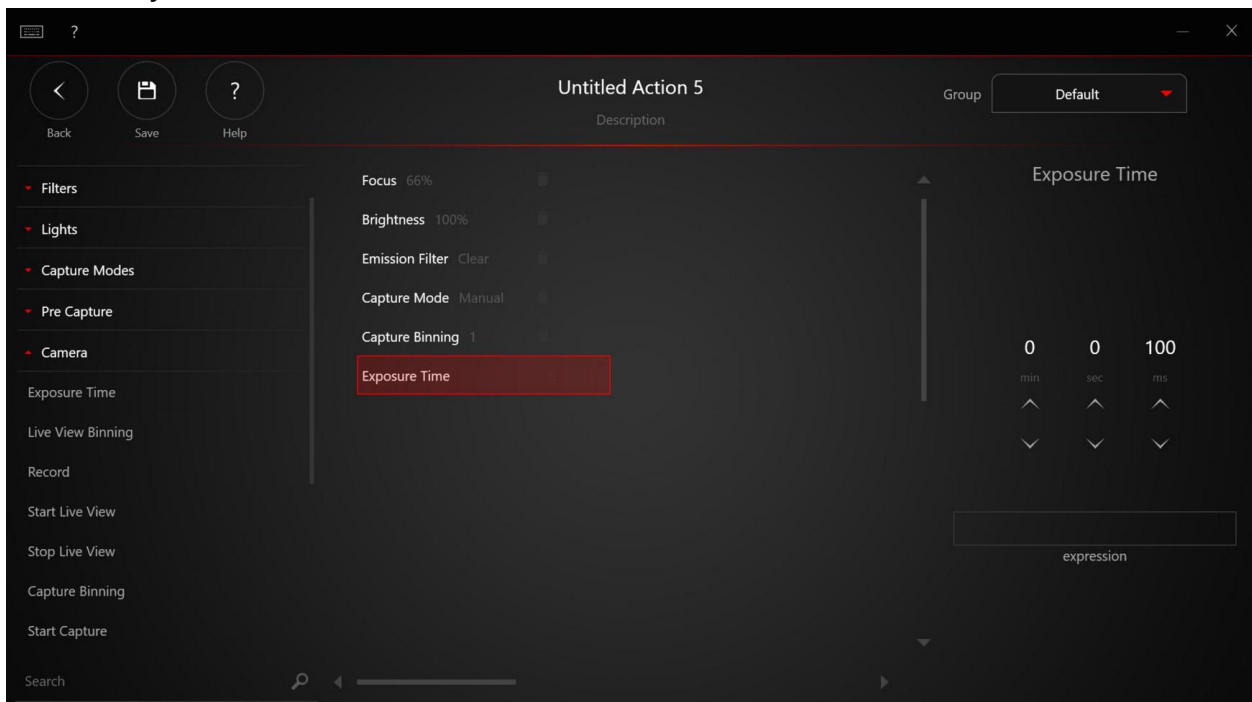 ?
Back
Save
?
Help
Untitled Action 5
Description
Group
Default
Filters
Lights
Capture Modes
Pre Capture
Camera
Exposure Time
Live View Binning
Record
Start Live View
Stop Live View
Capture Binning
Start Capture
Search
Focus 66%
Brightness 100%
Emission Filter Clear
Capture Mode Manual
Capture Binning 1
Exposure Time
Exposure Time
0 0 100
min sec ms
expression